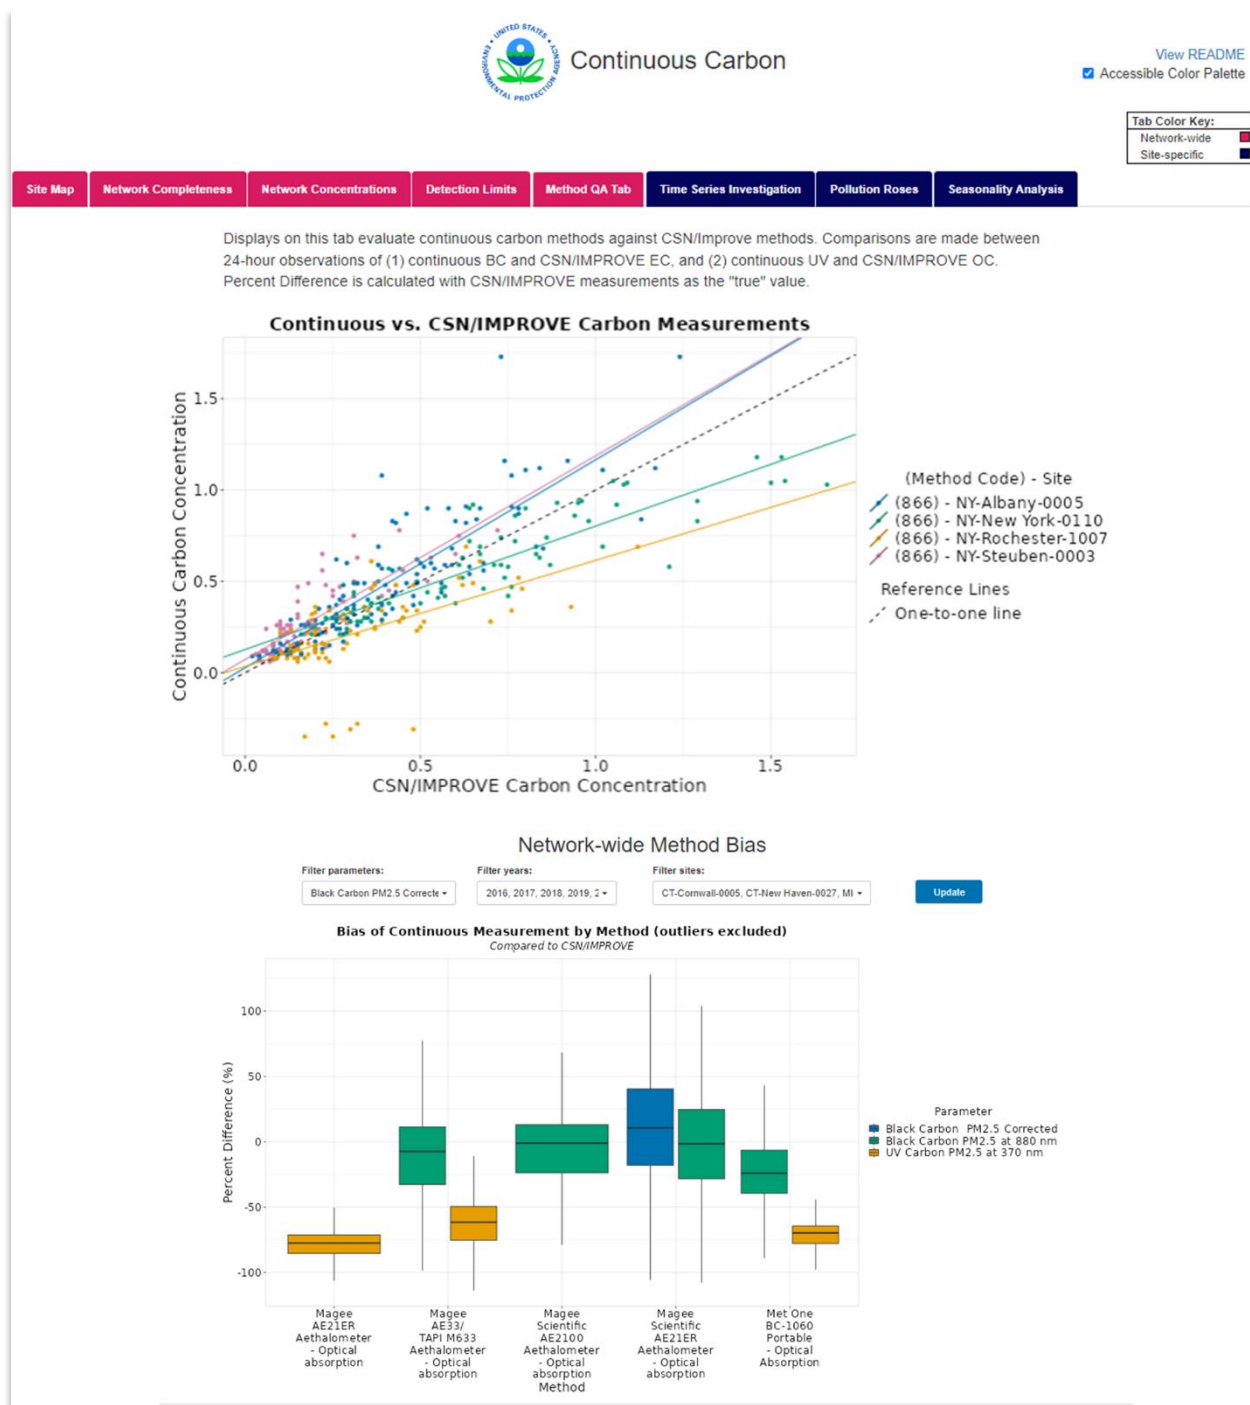 UNITED STATES
ENVIRONMENTAL PROTECTION AGENCY
Continuous Carbon
View README
Accessible Color Palette
Tab Color Key:
Network-wide
Site-specific
Site Map
Network Completeness
Network Concentrations
Detection Limits
Method QA Tab
Time Series Investigation
Pollution Roses
Seasonality Analysis
Displays on this tab evaluate continuous carbon methods against CSN/Improve methods. Comparisons are made between
24-hour observations of (1) continuous BC and CSN/IMPROVE EC, and (2) continuous UV and CSN/IMPROVE OC.
Percent Difference is calculated with CSN/IMPROVE measurements as the "true" value.
Continuous vs. CSN/IMPROVE Carbon Measurements
Continuous Carbon Concentration
1.5
1.0
0.5
0.0
0.0
0.5
1.0
1.5
CSN/IMPROVE Carbon Concentration
(Method Code) - Site
(866) - NY-Albany-0005
(866) - NY-New York-0110
(866) - NY-Rochester-1007
(866) - NY-Steuben-0003
Reference Lines
One-to-one line
Network-wide Method Bias
Filter parameters:
Filter years:
Filter sites:
Black Carbon PM2.5 Correcte
2016, 2017, 2018, 2019, 2
CT-Cornwall-0005, CT-New Haven-0027, MI
Update
Bias of Continuous Measurement by Method (outliers excluded)
Compared to CSN/IMPROVE
Percent Difference (%)
100
50
0
-50
-100
Magee
AE21ER
Aethalometer
- Optical
absorption
Magee
AE33/
TAPI M633
Aethalometer
- Optical
absorption
Magee
Scientific
AE2100
Aethalometer
- Optical
absorption
Magee
Scientific
AE21ER
Aethalometer
- Optical
absorption
Met One
BC-1060
Portable
- Optical
Absorption
Method
Parameter
Black Carbon PM2.5 Corrected
Black Carbon PM2.5 at 880 nm
UV Carbon PM2.5 at 370 nm